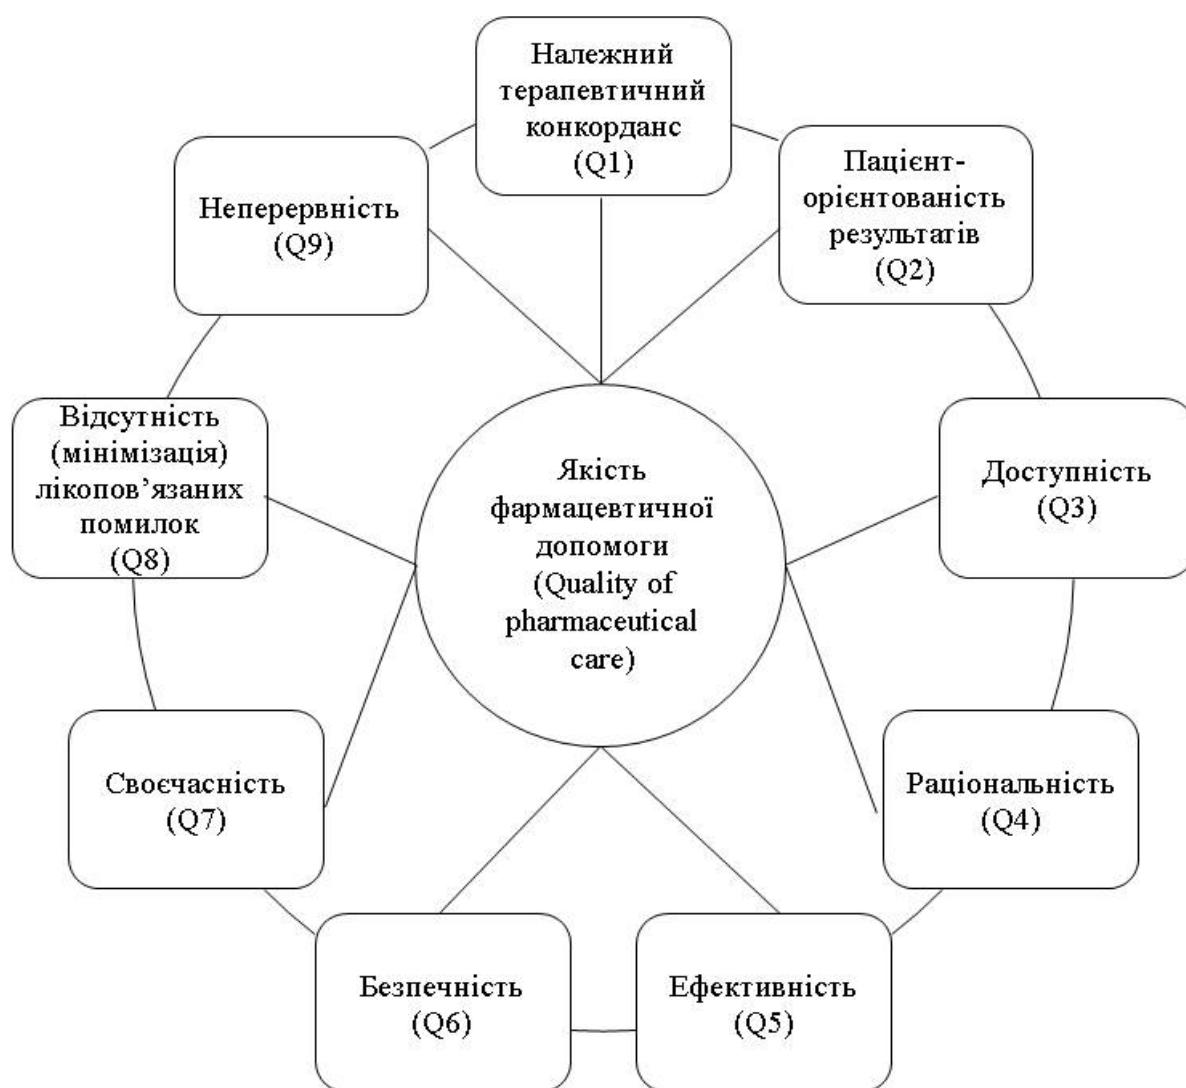 Належний
терапевтичний
конкорданс
(Q1)
Пацієнт-
орієнтованість
результатів
(Q2)
Доступність
(Q3)
Раціональність
(Q4)
Ефективність
(Q5)
Безпечність
(Q6)
Своєчасність
(Q7)
Відсутність
(мінімізація)
лікопов’язаних
помилок
(Q8)
Неперервність
(Q9)
Якість
фармацевтичної
допомоги
(Quality of
pharmaceutical
care)